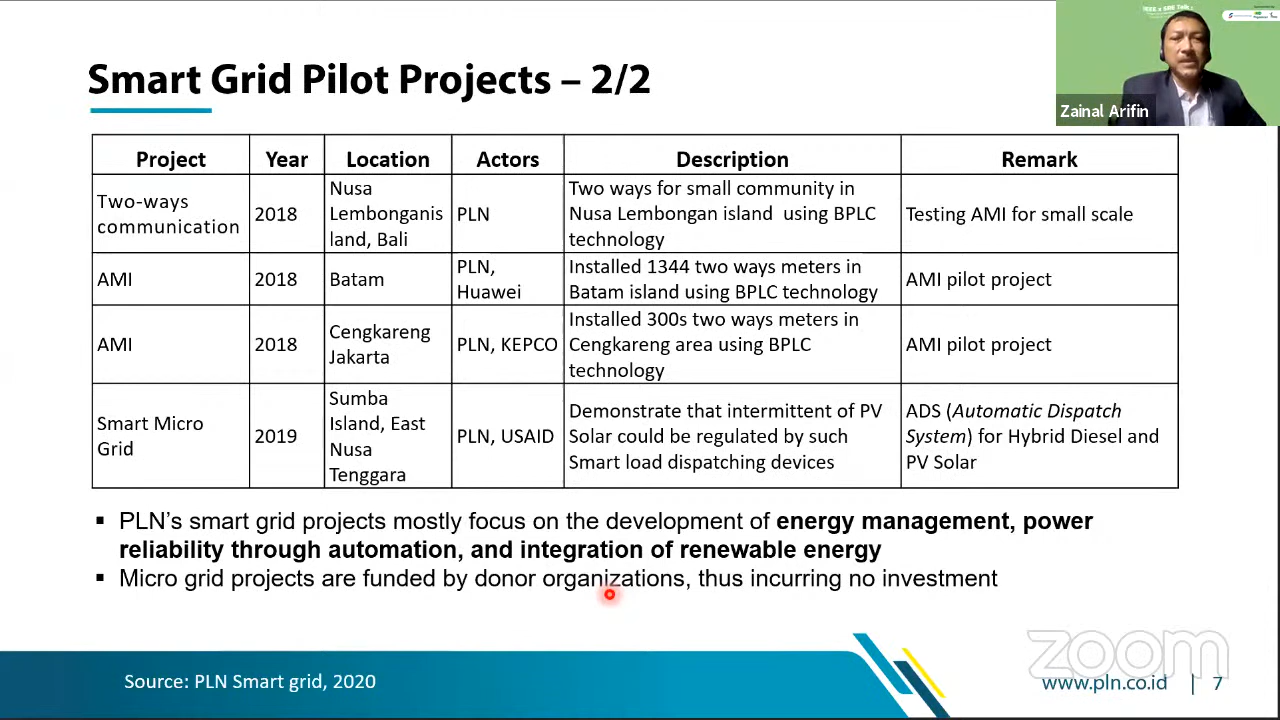 IEEE x SRE Talk :
Zainal Arifin
Smart Grid Pilot Projects – 2/2
Project Year Location Actors Description Remark
Two-ways
communication
2018
Nusa
Lembonganis
land, Bali
PLN
Two ways for small community in
Nusa Lembongan island using BPLC
technology
Testing AMI for small scale
AMI
2018
Batam
PLN,
Huawei
Installed 1344 two ways meters in
Batam island using BPLC technology
AMI pilot project
AMI
2018
Cengkareng
Jakarta
PLN, KEPCO
Installed 300s two ways meters in
Cengkareng area using BPLC
technology
AMI pilot project
Smart Micro
Grid
2019
Sumba
Island, East
Nusa
Tenggara
PLN, USAID
Demonstrate that intermittent of PV
Solar could be regulated by such
Smart load dispatching devices
ADS (Automatic Dispatch
System) for Hybrid Diesel and
PV Solar
▪ PLN’s smart grid projects mostly focus on the development of energy management, power
reliability through automation, and integration of renewable energy
▪ Micro grid projects are funded by donor organizations, thus incurring no investment
zoom
Source: PLN Smart grid, 2020
www.pln.co.id | 7